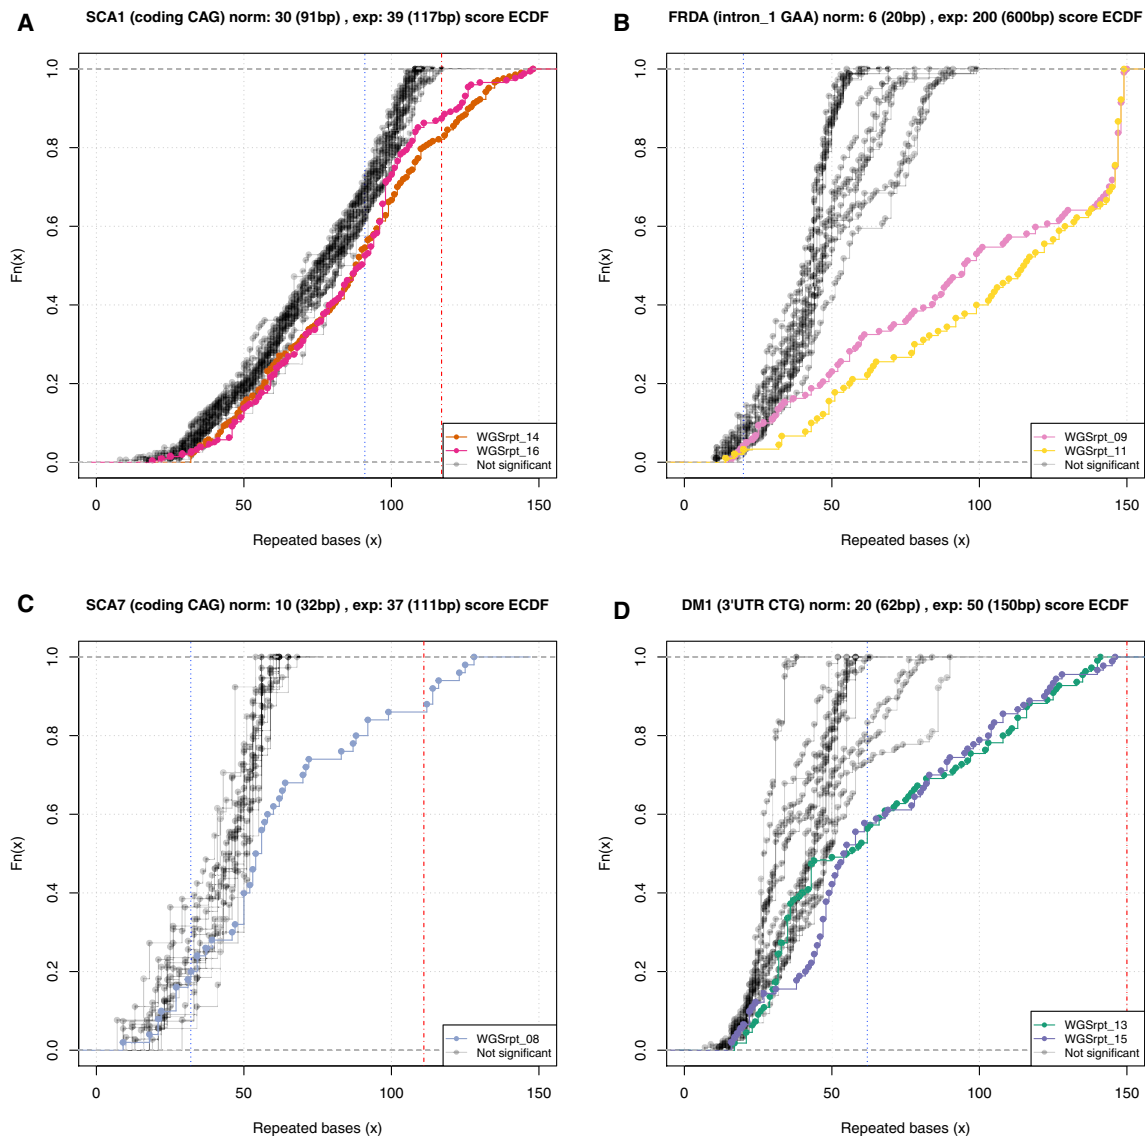 A
SCA1 (coding CAG) norm: 30 (91bp) , exp: 39 (117bp) score ECDF
Fn(x)
1.0
0.8
0.6
0.4
0.2
0.0
WGSrpt_14
WGSrpt_16
Not significant
0 50 100 150
Repeated bases (x)
B
FRDA (intron_1 GAA) norm: 6 (20bp) , exp: 200 (600bp) score ECDF
Fn(x)
1.0
0.8
0.6
0.4
0.2
0.0
WGSrpt_09
WGSrpt_11
Not significant
0 50 100 150
Repeated bases (x)
C
SCA7 (coding CAG) norm: 10 (32bp) , exp: 37 (111bp) score ECDF
Fn(x)
1.0
0.8
0.6
0.4
0.2
0.0
WGSrpt_08
Not significant
0 50 100 150
Repeated bases (x)
D
DM1 (3'UTR CTG) norm: 20 (62bp) , exp: 50 (150bp) score ECDF
Fn(x)
1.0
0.8
0.6
0.4
0.2
0.0
WGSrpt_13
WGSrpt_15
Not significant
0 50 100 150
Repeated bases (x)